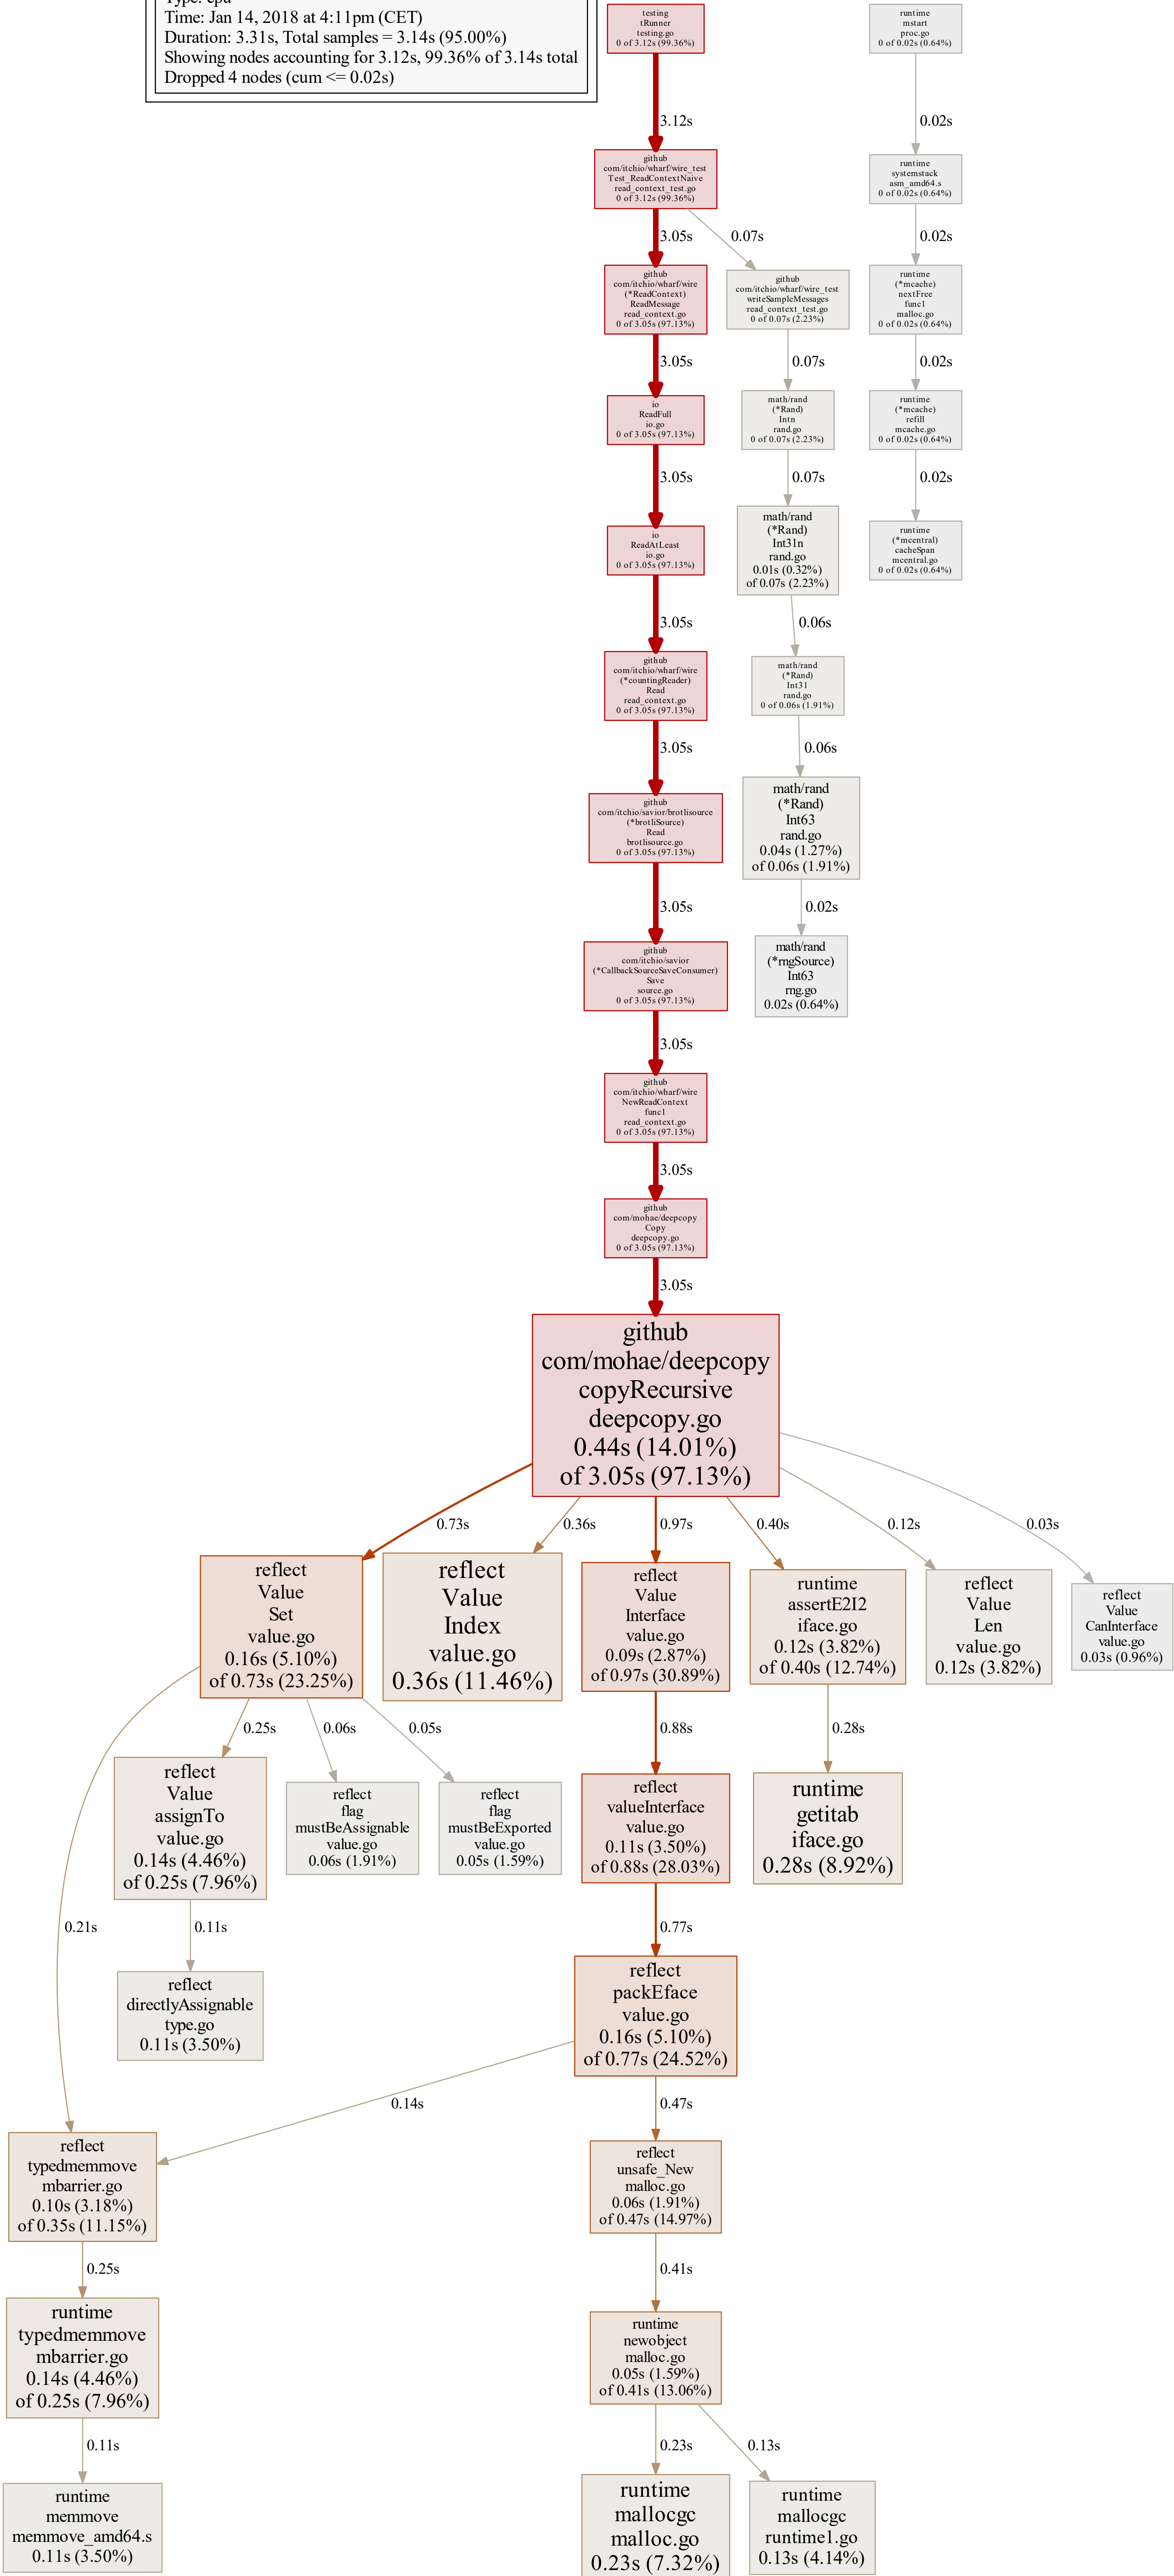 Time: Jan 14, 2018 at 4:11pm (CET)
Duration: 3.31s, Total samples = 3.14s (95.00%)
Showing nodes accounting for 3.12s, 99.36% of 3.14s total
Dropped 4 nodes (cum <= 0.02s)
testing
tRunner
testing.go
0 of 3.12s (99.36%)
runtime
mstart
proc.go
0 of 0.02s (0.64%)
3.12s
0.02s
github
com/itchio/wharf/wire_test
Test_ReadContextNaive
read_context_test.go
0 of 3.12s (99.36%)
runtime
systemstack
asm_amd64.s
0 of 0.02s (0.64%)
3.05s
0.07s
0.02s
github
com/itchio/wharf/wire
(*ReadContext)
ReadMessage
read_context.go
0 of 3.05s (97.13%)
github
com/itchio/wharf/wire_test
writeSampleMessages
read_context_test.go
0 of 0.07s (2.23%)
runtime
(*mcache)
nextFree
func1
malloc.go
0 of 0.02s (0.64%)
3.05s
0.07s
0.02s
io
ReadFull
io.go
0 of 3.05s (97.13%)
math/rand
(*Rand)
Intn
rand.go
0 of 0.07s (2.23%)
runtime
(*mcache)
refill
mcache.go
0 of 0.02s (0.64%)
3.05s
0.07s
0.02s
io
ReadAtLeast
io.go
0 of 3.05s (97.13%)
math/rand
(*Rand)
Int31n
rand.go
0.01s (0.32%)
of 0.07s (2.23%)
runtime
(*mcentral)
cacheSpan
mcentral.go
0 of 0.02s (0.64%)
3.05s
0.06s
github
com/itchio/wharf/wire
(*countingReader)
Read
read_context.go
0 of 3.05s (97.13%)
math/rand
(*Rand)
Int31
rand.go
0 of 0.06s (1.91%)
3.05s
0.06s
github
com/itchio/savior/brotlisource
(*brotliSource)
Read
brotlisource.go
0 of 3.05s (97.13%)
math/rand
(*Rand)
Int63
rand.go
0.04s (1.27%)
of 0.06s (1.91%)
3.05s
0.02s
github
com/itchio/savior
(*CallbackSourceSaveConsumer)
Save
source.go
0 of 3.05s (97.13%)
math/rand
(*rngSource)
Int63
rng.go
0.02s (0.64%)
3.05s
github
com/itchio/wharf/wire
NewReadContext
func1
read_context.go
0 of 3.05s (97.13%)
3.05s
github
com/mohae/deepcopy
Copy
deepcopy.go
0 of 3.05s (97.13%)
3.05s
github
com/mohae/deepcopy
copyRecursive
deepcopy.go
0.44s (14.01%)
of 3.05s (97.13%)
0.73s
0.36s
0.97s
0.40s
0.12s
0.03s
reflect
Value
Set
value.go
0.16s (5.10%)
of 0.73s (23.25%)
reflect
Value
Index
value.go
0.36s (11.46%)
reflect
Value
Interface
value.go
0.09s (2.87%)
of 0.97s (30.89%)
runtime
assertE2I2
iface.go
0.12s (3.82%)
of 0.40s (12.74%)
reflect
Value
Len
value.go
0.12s (3.82%)
reflect
Value
CanInterface
value.go
0.03s (0.96%)
0.25s
0.06s
0.05s
0.88s
0.28s
reflect
Value
assignTo
value.go
0.14s (4.46%)
of 0.25s (7.96%)
reflect
flag
mustBeAssignable
value.go
0.06s (1.91%)
reflect
flag
mustBeExported
value.go
0.05s (1.59%)
reflect
valueInterface
value.go
0.11s (3.50%)
of 0.88s (28.03%)
runtime
getitab
iface.go
0.28s (8.92%)
0.21s
0.11s
0.77s
reflect
directlyAssignable
type.go
0.11s (3.50%)
reflect
packEface
value.go
0.16s (5.10%)
of 0.77s (24.52%)
0.14s
0.47s
reflect
typedmemmove
mbarrier.go
0.10s (3.18%)
of 0.35s (11.15%)
reflect
unsafe_New
malloc.go
0.06s (1.91%)
of 0.47s (14.97%)
0.25s
0.41s
runtime
typedmemmove
mbarrier.go
0.14s (4.46%)
of 0.25s (7.96%)
runtime
newobject
malloc.go
0.05s (1.59%)
of 0.41s (13.06%)
0.11s
0.23s
0.13s
runtime
memmove
memmove_amd64.s
0.11s (3.50%)
runtime
mallocgc
malloc.go
0.23s (7.32%)
runtime
mallocgc
runtime1.go
0.13s (4.14%)